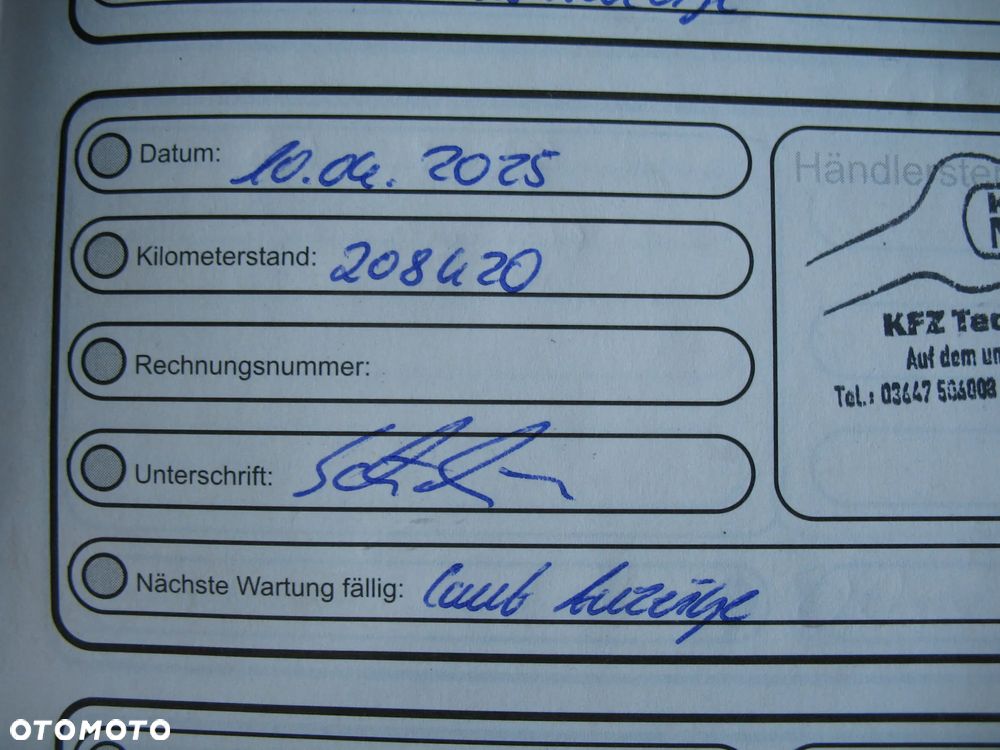 Datum: 10.04. 2025
Händlerste
Kilometerstand: 208420
KFZ Tec
Rechnungsnummer:
Auf dem un
Tel.: 03647 506008
Unterschrift:
Nächste Wartung fällig: laut Anzeige
OTOMOTO